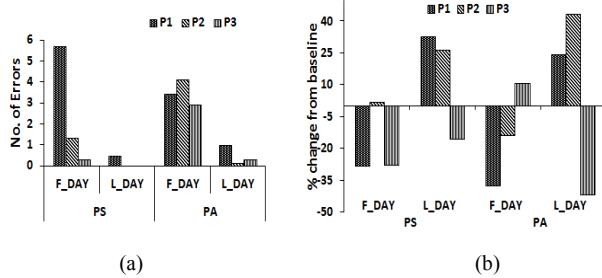 P1 P2 P3
No. of Errors
6
5
4
3
2
1
0
F_DAY L_DAY F_DAY L_DAY
PS PA
(a)
P1 P2 P3
% change from baseline
40
25
10
-5
-20
-35
-50
F_DAY L_DAY F_DAY L_DAY
PS PA
(b)